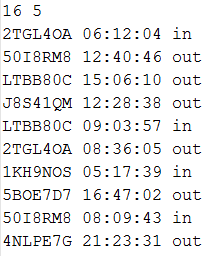 16 5
2TGL4OA 06:12:04 in
50I8RM8 12:40:46 out
LTBB80C 15:06:10 out
J8S41QM 12:28:38 out
LTBB80C 09:03:57 in
2TGL4OA 08:36:05 out
1KH9NOS 05:17:39 in
5BOE7D7 16:47:02 out
50I8RM8 08:09:43 in
4NLPE7G 21:23:31 out